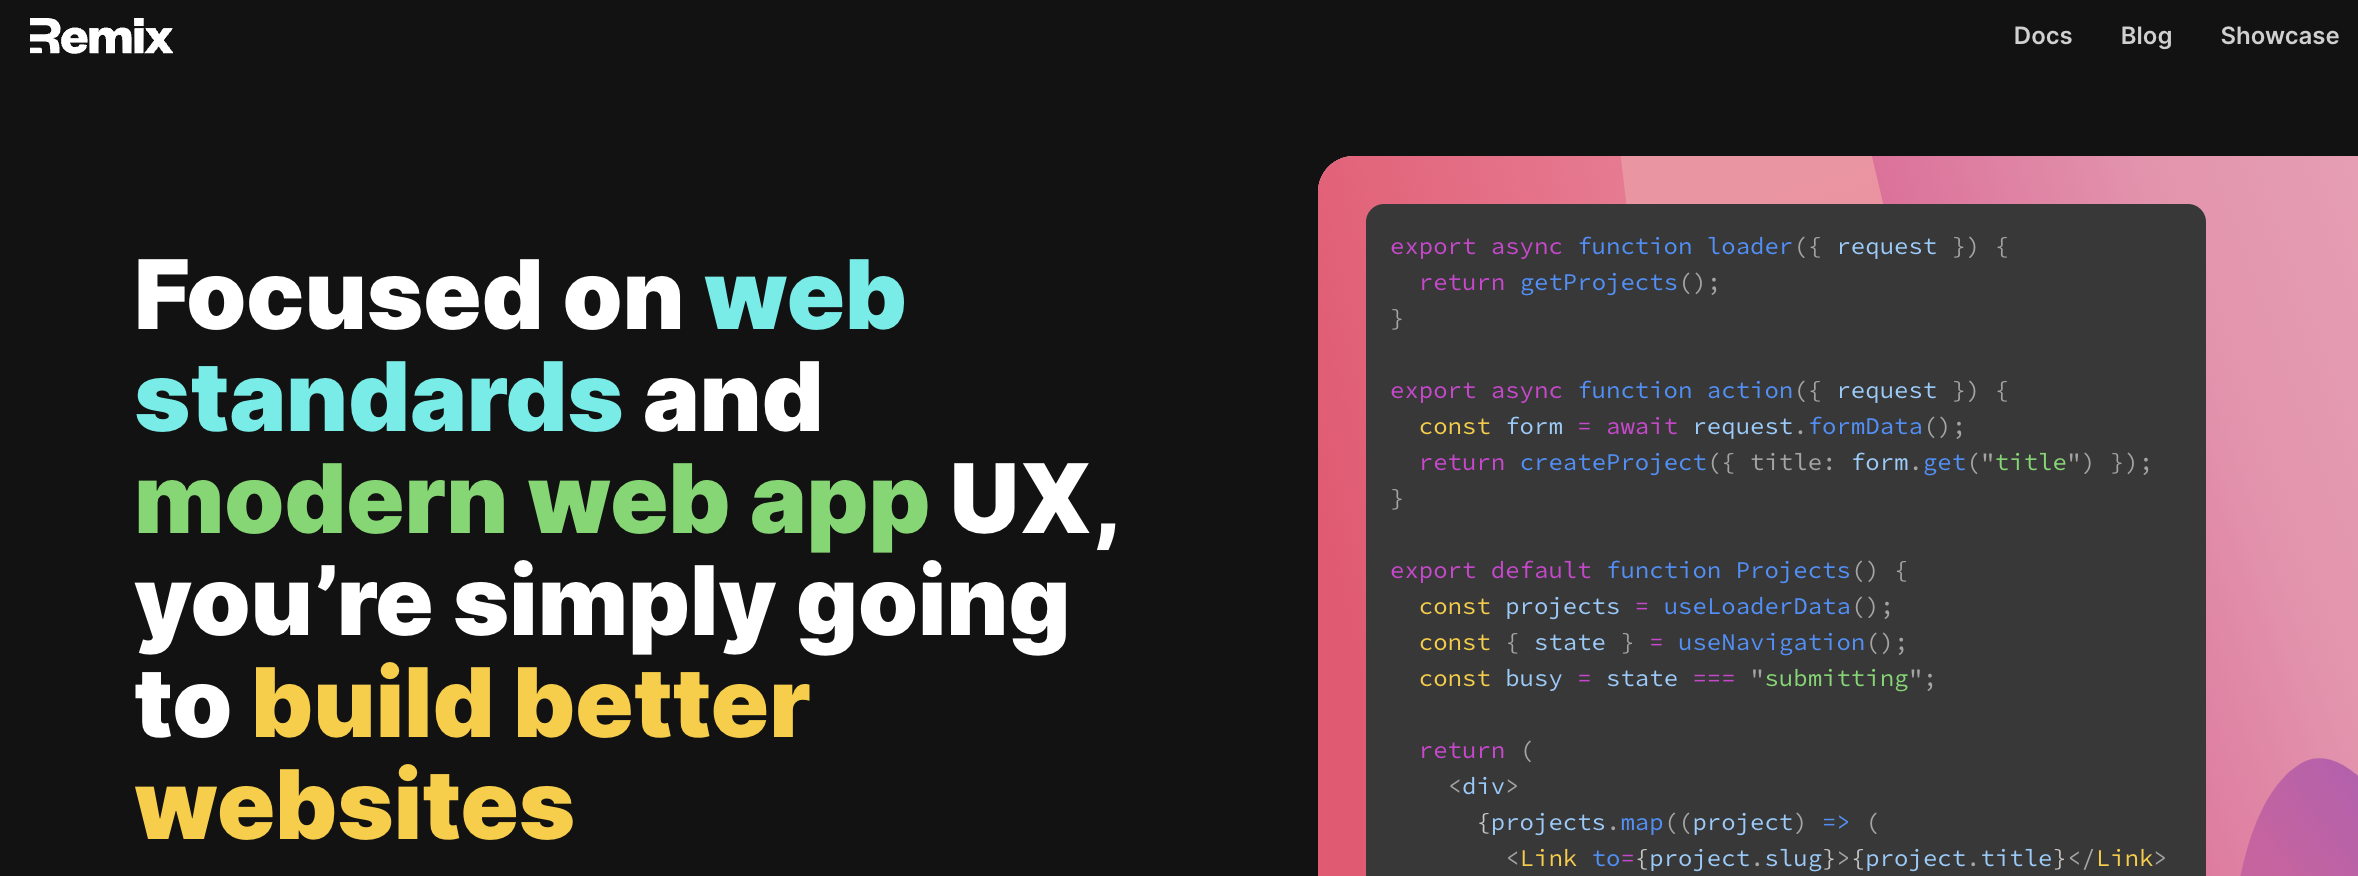 Remix
Docs Blog Showcase
Focused on web
standards and
modern web app UX,
you’re simply going
to build better
websites
export async function loader({ request }) {
  return getProjects();
}

export async function action({ request }) {
  const form = await request.formData();
  return createProject({ title: form.get("title") });
}

export default function Projects() {
  const projects = useLoaderData();
  const { state } = useNavigation();
  const busy = state === "submitting";

  return (
    <div>
      {projects.map((project) => (
        <Link to={project.slug}>{project.title}</Link>